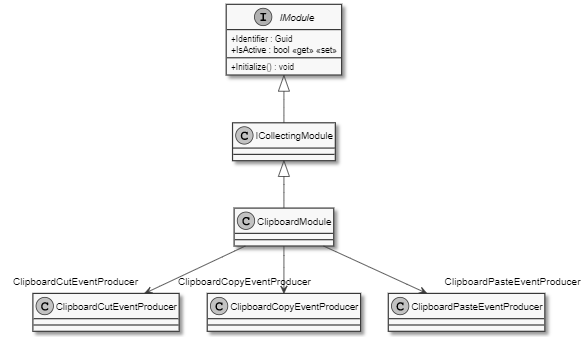 I IModule
+Identifier : Guid
+IsActive : bool «get» «set»
+Initialize() : void
C ICollectingModule
C ClipboardModule
ClipboardCutEventProducer ClipboardCopyEventProducer ClipboardPasteEventProducer
C ClipboardCutEventProducer C ClipboardCopyEventProducer C ClipboardPasteEventProducer